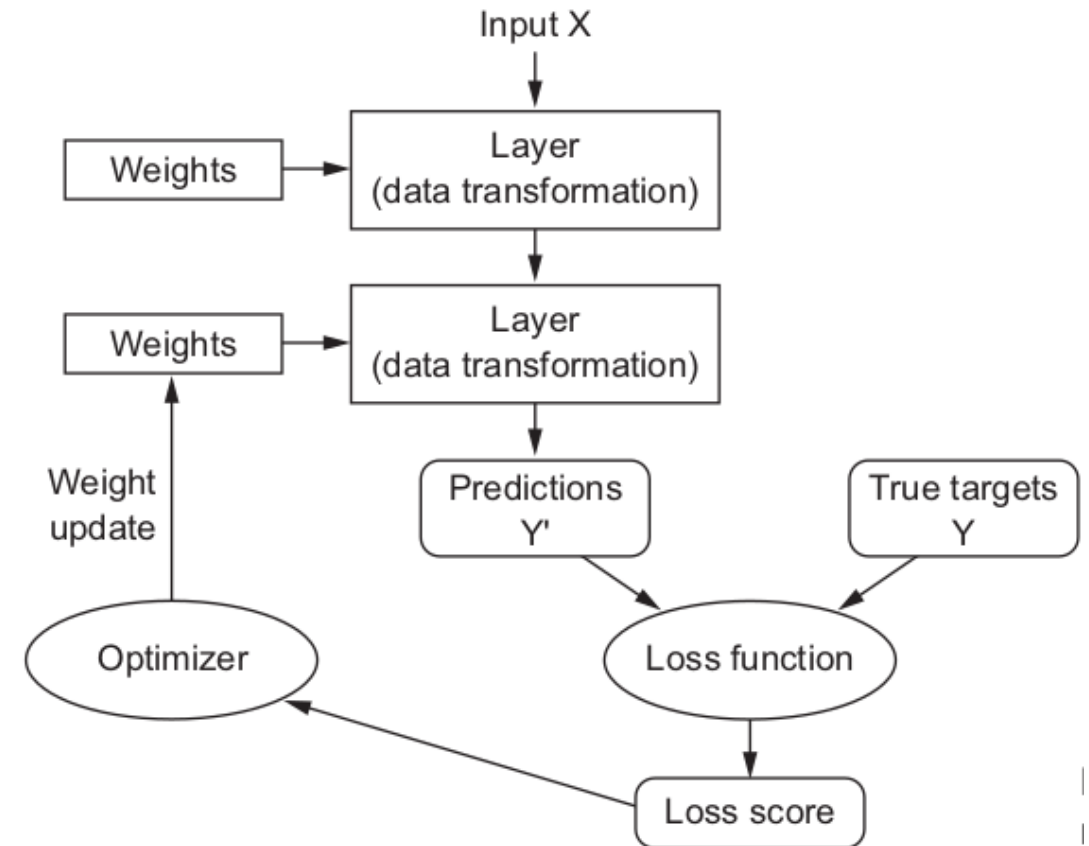 Input X
Weights
Layer
(data transformation)
Weights
Layer
(data transformation)
Weight
update
Predictions
Y'
True targets
Y
Optimizer
Loss function
Loss score